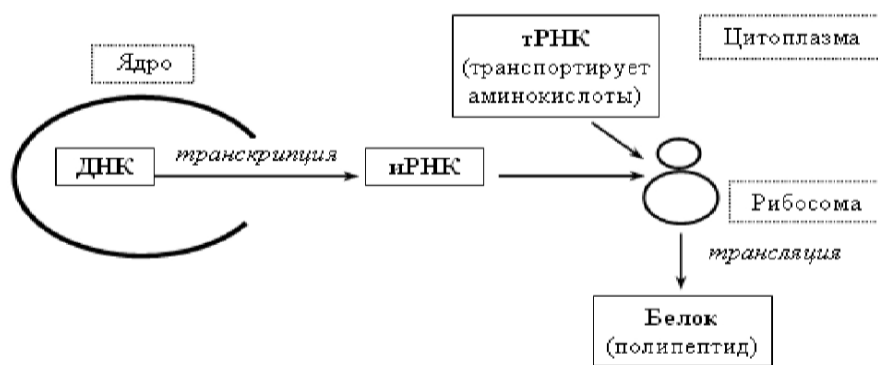 Ядро
тРНК
(транспортирует
аминокислоты)
Цитоплазма
ДНК
транскрипция
иРНК
Рибосома
трансляция
Белок
(полипептид)